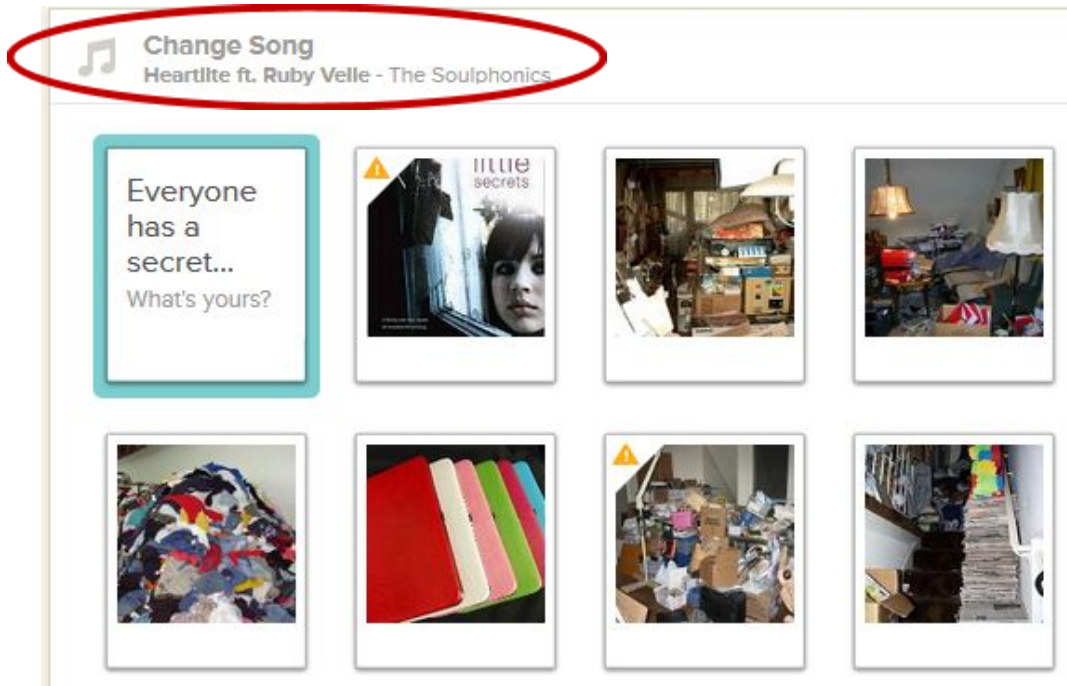 Change Song
Heartlite ft. Ruby Velle - The Soulphonics
Everyone
has a
secret...
What's yours?
little
secrets